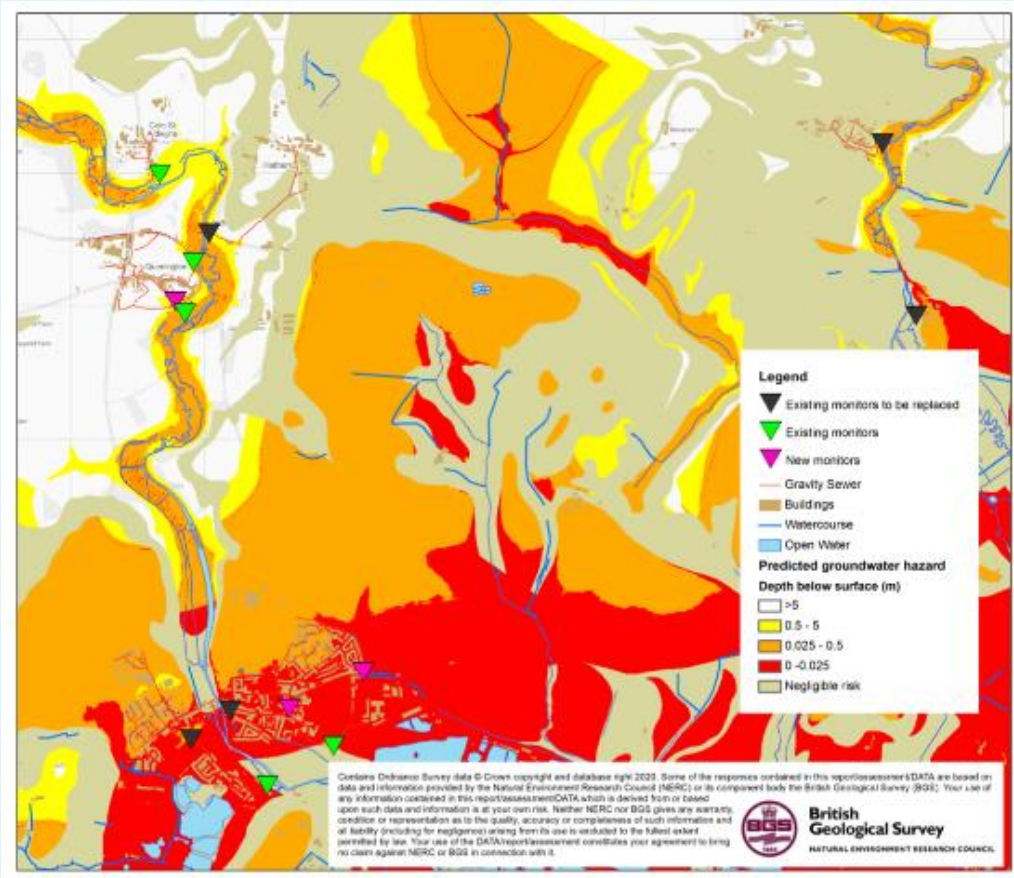 Coln St
Aldwyns
Hatherop
Quenington
Legend
Existing monitors to be replaced
Existing monitors
New monitors
Gravity Sewer
Buildings
Watercourse
Open Water
Predicted groundwater hazard
Depth below surface (m)
>5
0.5 - 5
0.025 - 0.5
0 -0.025
Negligible risk
Contains Ordnance Survey data © Crown copyright and database right 2020. Some of the responses contained in this report/assessment/DATA are based on
data and information provided by the Natural Environment Research Council (NERC) or its component body the British Geological Survey (BGS). Your use of
any information contained in this report/assessment/DATA which is derived from or based
upon such data and information is at your own risk. Neither NERC nor BGS gives any warranty,
condition or representation as to the quality, accuracy or completeness of such information and
all liability (including for negligence) arising from its use is excluded to the fullest extent
permitted by law. Your use of the DATA/report/assessment constitutes your agreement to bring
no claim against NERC or BGS in connection with it.
BGS
British
Geological Survey
NATURAL ENVIRONMENT RESEARCH COUNCIL